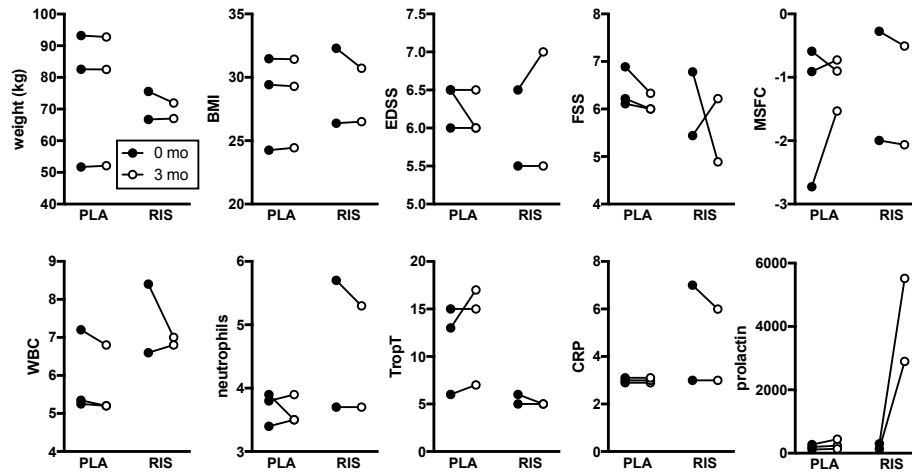 weight (kg)
100
90
80
70
60
50
40
PLA RIS
0 mo
3 mo
BMI
35
30
25
20
PLA RIS
EDSS
7.5
7.0
6.5
6.0
5.5
5.0
PLA RIS
FSS
8
7
6
5
4
PLA RIS
MSFC
-0
-1
-2
-3
PLA RIS
WBC
9
8
7
6
5
4
PLA RIS
neutrophils
6
5
4
3
PLA RIS
TropT
20
15
10
5
0
PLA RIS
CRP
8
6
4
2
0
PLA RIS
prolactin
6000
4000
2000
0
PLA RIS